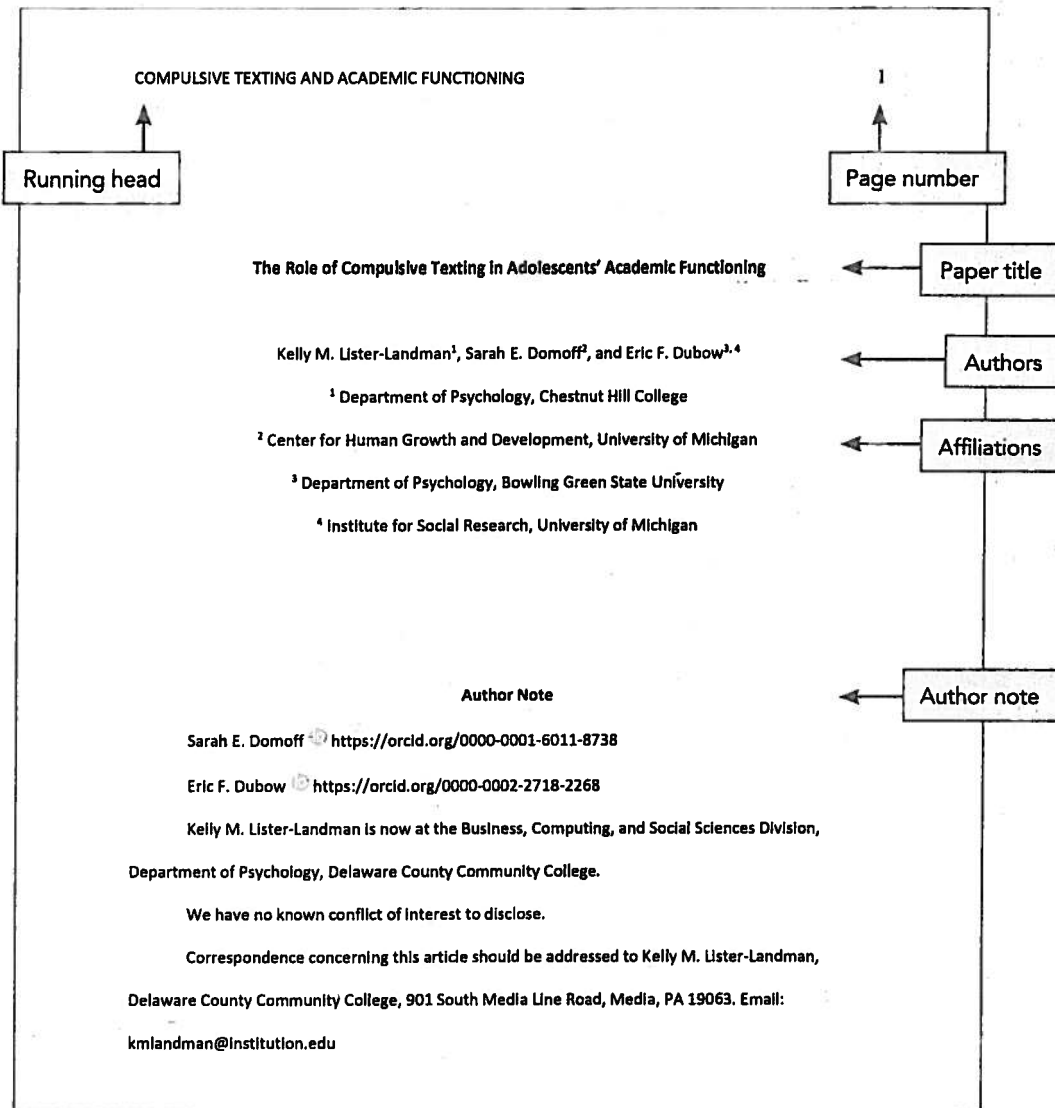 COMPULSIVE TEXTING AND ACADEMIC FUNCTIONING 1
Running head
Page number
The Role of Compulsive Texting in Adolescents' Academic Functioning
Paper title
Kelly M. Lister-Landman¹, Sarah E. Domoff², and Eric F. Dubow³,⁴
Authors
¹ Department of Psychology, Chestnut Hill College
² Center for Human Growth and Development, University of Michigan
Affiliations
³ Department of Psychology, Bowling Green State University
⁴ Institute for Social Research, University of Michigan
Author Note
Author note
Sarah E. Domoff iD https://orcid.org/0000-0001-6011-8738
Eric F. Dubow iD https://orcid.org/0000-0002-2718-2268
Kelly M. Lister-Landman is now at the Business, Computing, and Social Sciences Division,
Department of Psychology, Delaware County Community College.
We have no known conflict of interest to disclose.
Correspondence concerning this article should be addressed to Kelly M. Lister-Landman,
Delaware County Community College, 901 South Media Line Road, Media, PA 19063. Email:
kmlandman@institution.edu